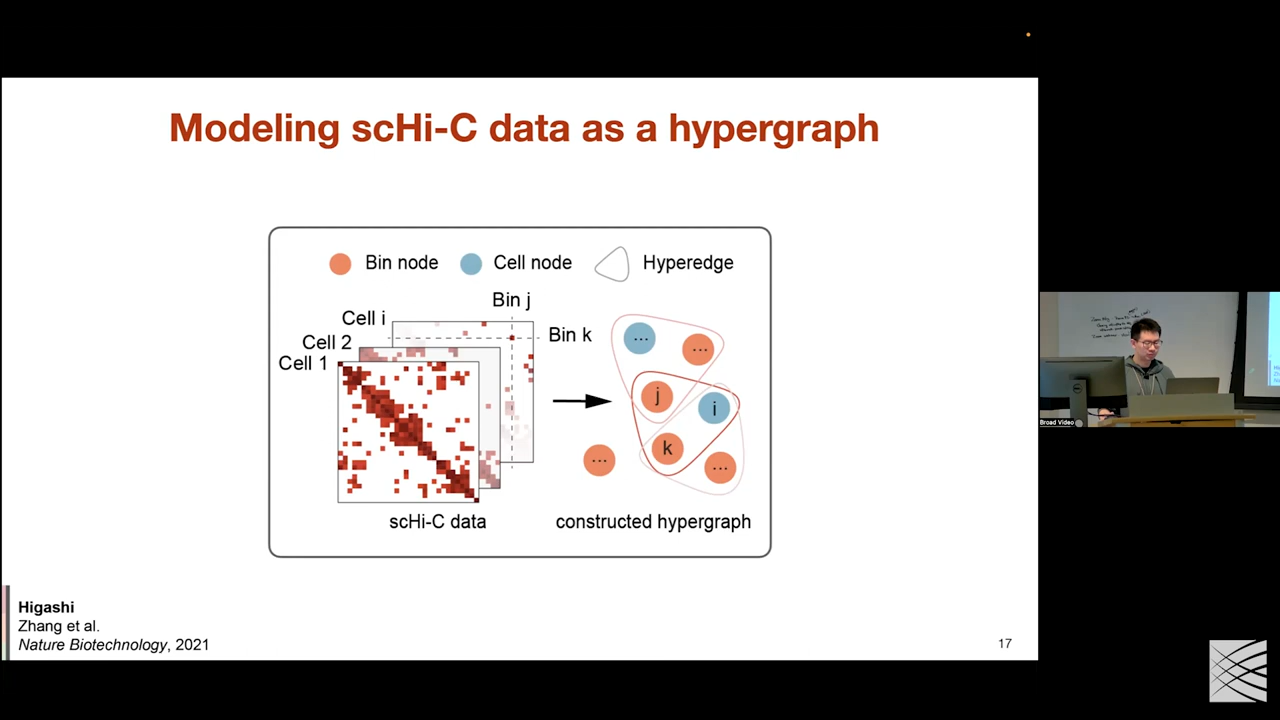 Modeling scHi-C data as a hypergraph
Bin node
Cell node
Hyperedge
Bin j
Cell i
Bin k
Cell 2
Cell 1
...
...
j
i
k
...
...
scHi-C data
constructed hypergraph
Higashi
Zhang et al.
Nature Biotechnology, 2021
17
Broad Video